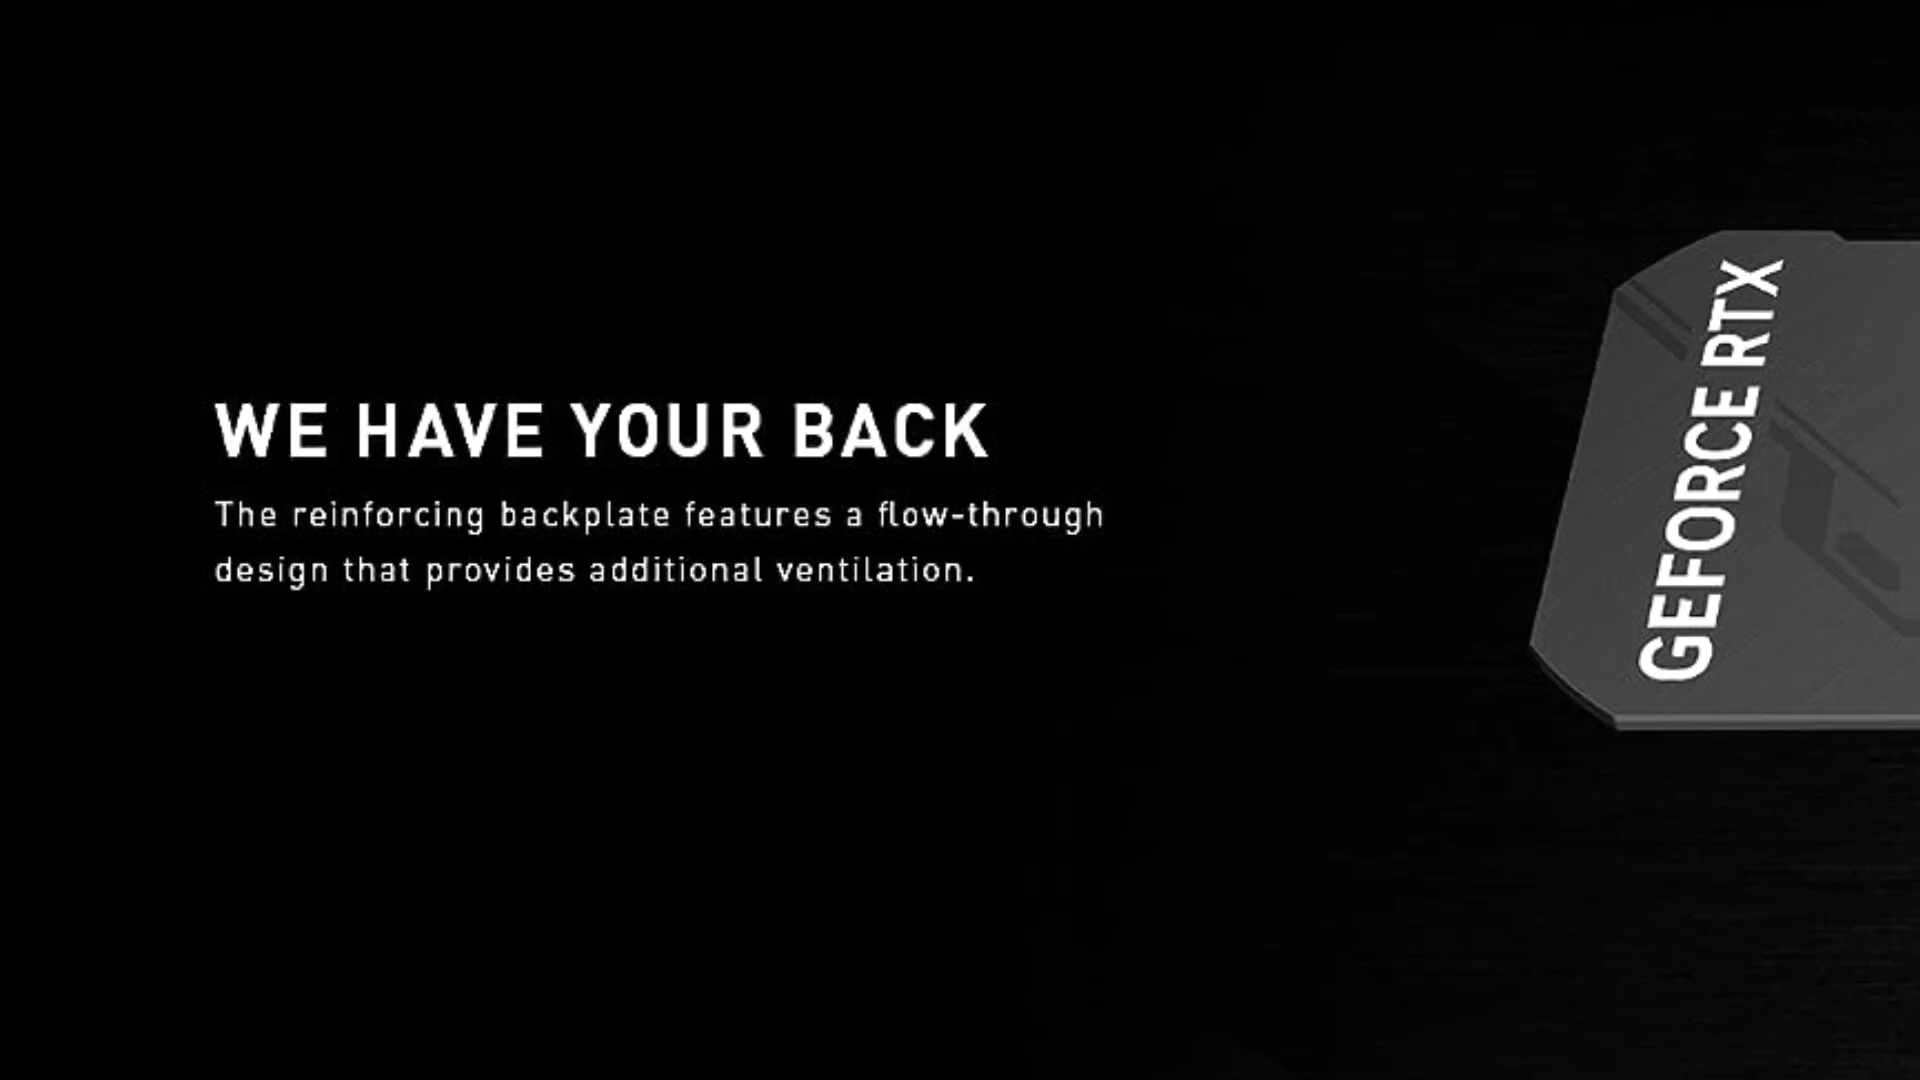 WE HAVE YOUR BACK
The reinforcing backplate features a flow-through
design that provides additional ventilation.
GEFORCE RTX